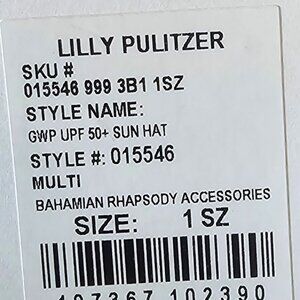 LILLY PULITZER
SKU #
015546 999 3B1 1SZ
STYLE NAME:
GWP UPF 50+ SUN HAT
STYLE #: 015546
MULTI
BAHAMIAN RHAPSODY ACCESSORIES
SIZE: 1 SZ